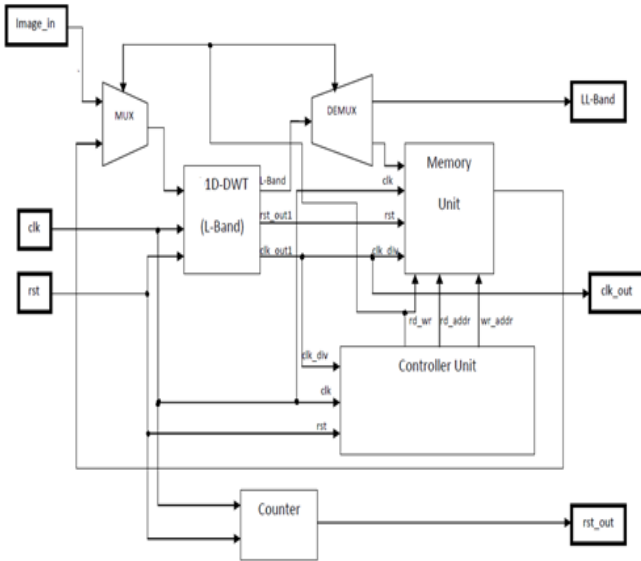 Image_in
MUX
DEMUX
LL-Band
1D-DWT
(L-Band)
L-Band
rst_out1
clk_out1
clk
rst
clk_div
Memory
Unit
clk
rst
clk_out
rd_wr
rd_addr
wr_addr
clk_div
clk
rst
Controller Unit
Counter
rst_out